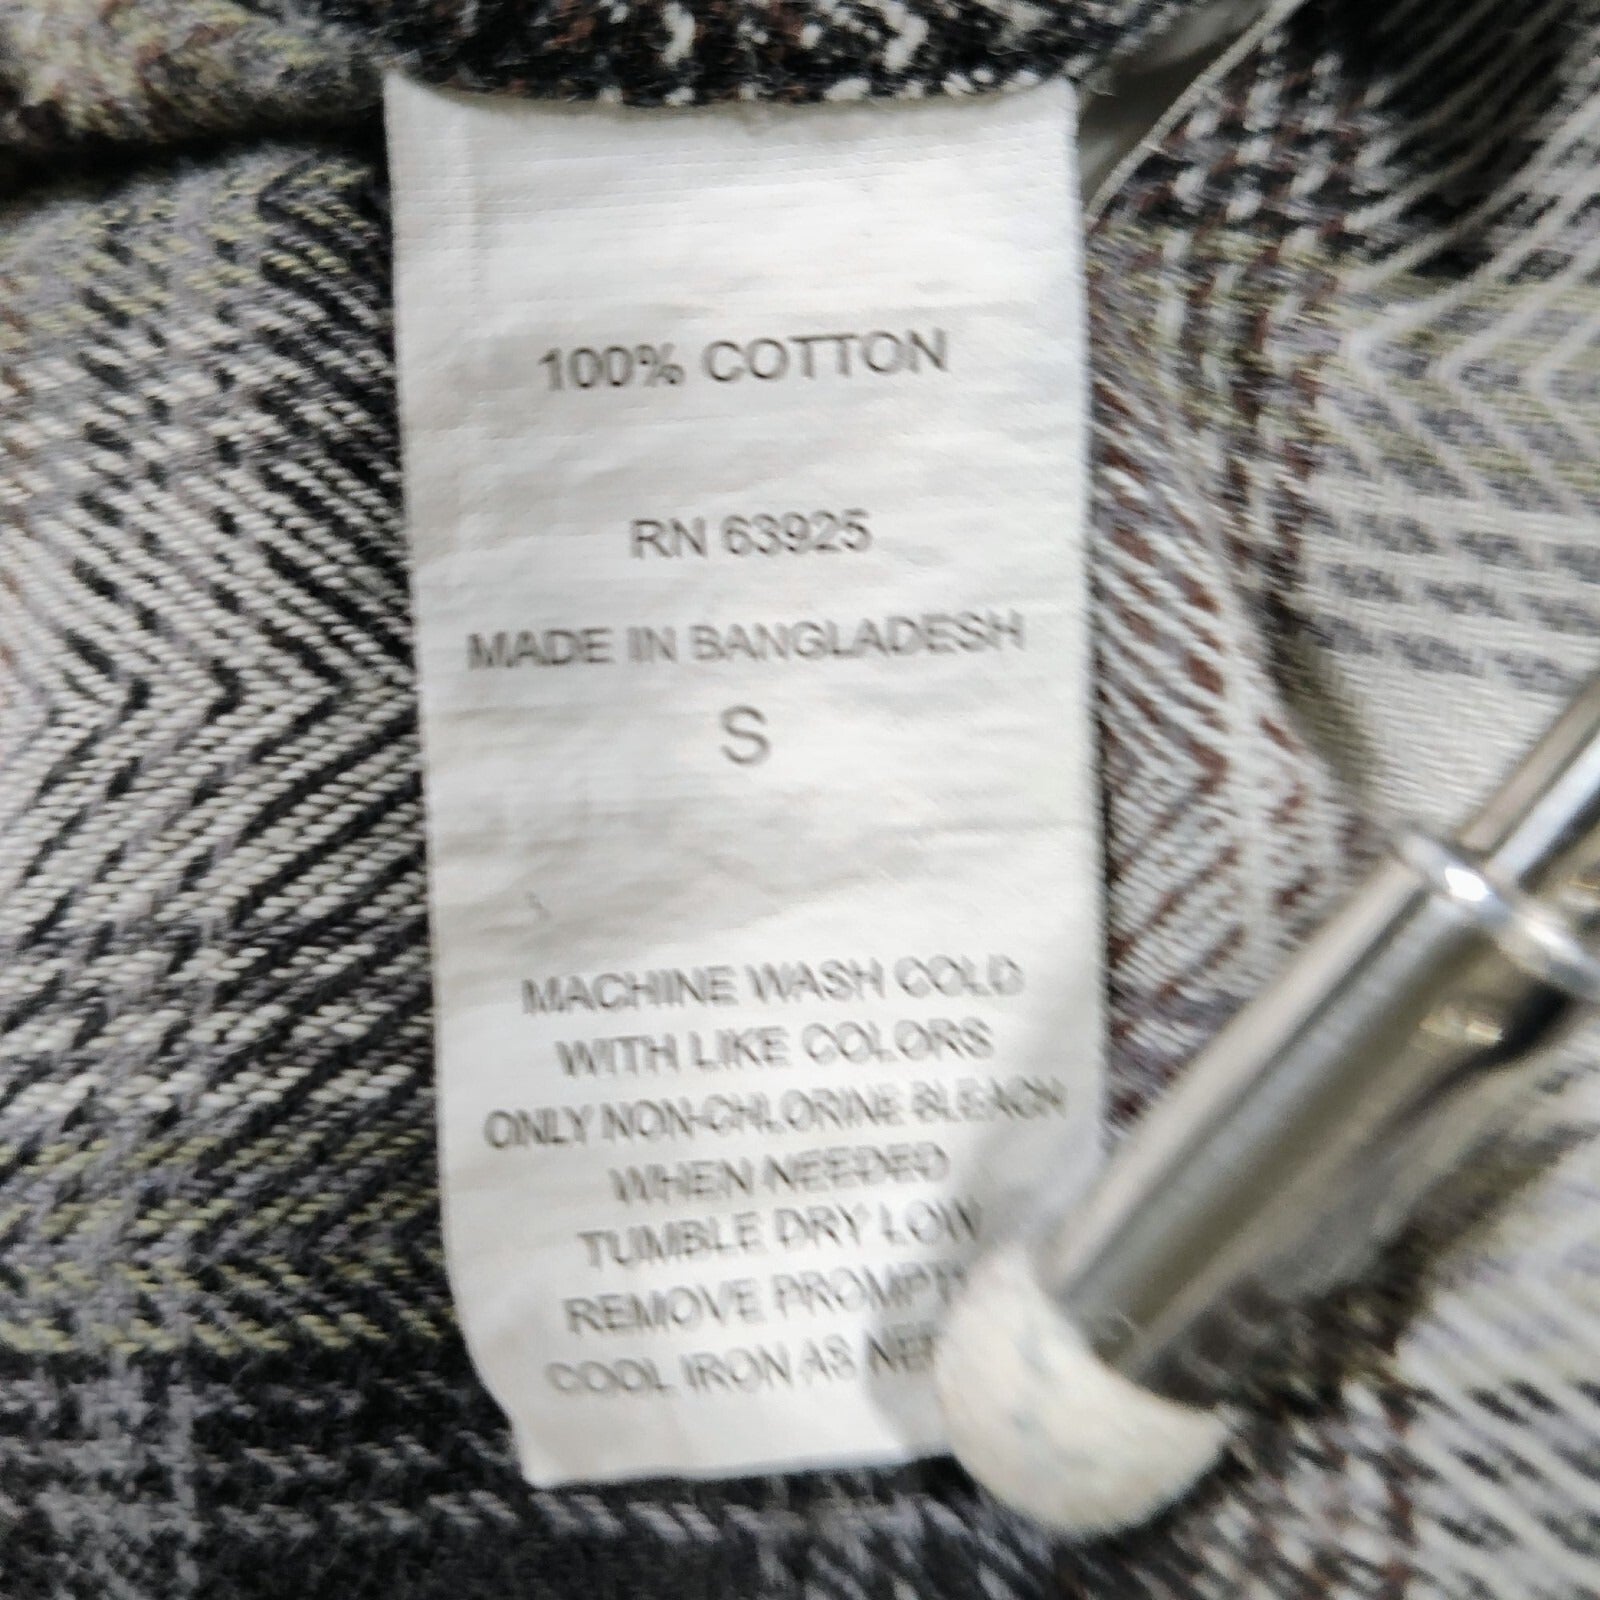 100% COTTON
RN 63925
MADE IN BANGLADESH
S
MACHINE WASH COLD
WITH LIKE COLORS
ONLY NON-CHLORINE BLEACH
WHEN NEEDED
TUMBLE DRY LOW
REMOVE
COOL IRON AS